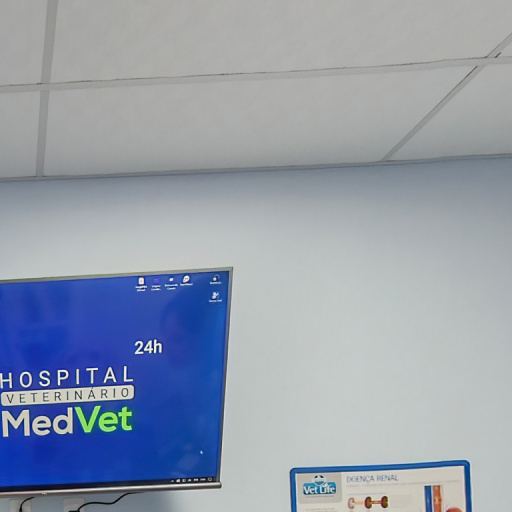 24h
HOSPITAL
VETERINÁRIO
MedVet
Vet Life
DOENÇA RENAL